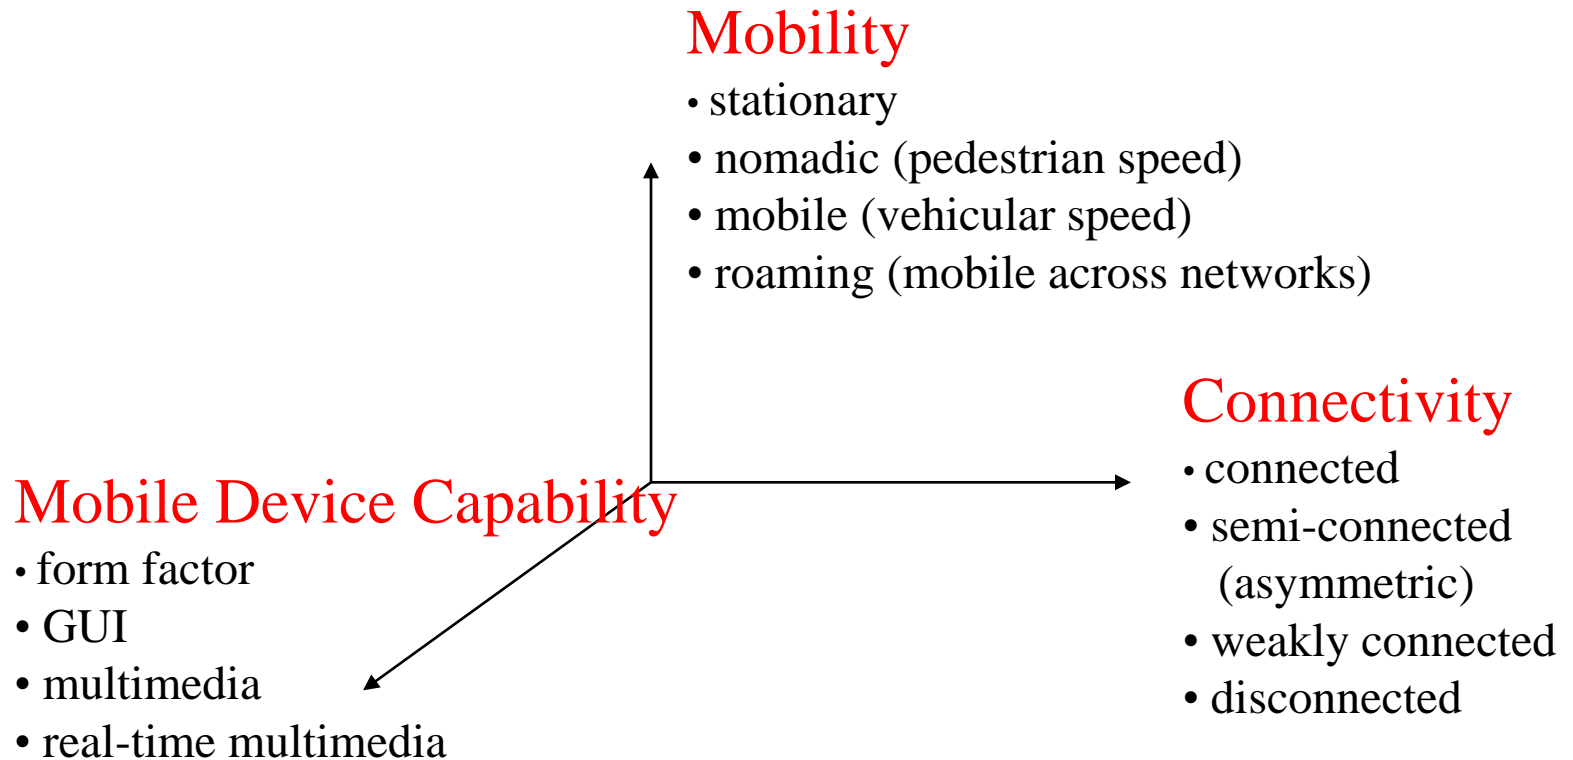 Mobility
• stationary
• nomadic (pedestrian speed)
• mobile (vehicular speed)
• roaming (mobile across networks)
Connectivity
• connected
• semi-connected
(asymmetric)
• weakly connected
• disconnected
Mobile Device Capability
• form factor
• GUI
• multimedia
• real-time multimedia